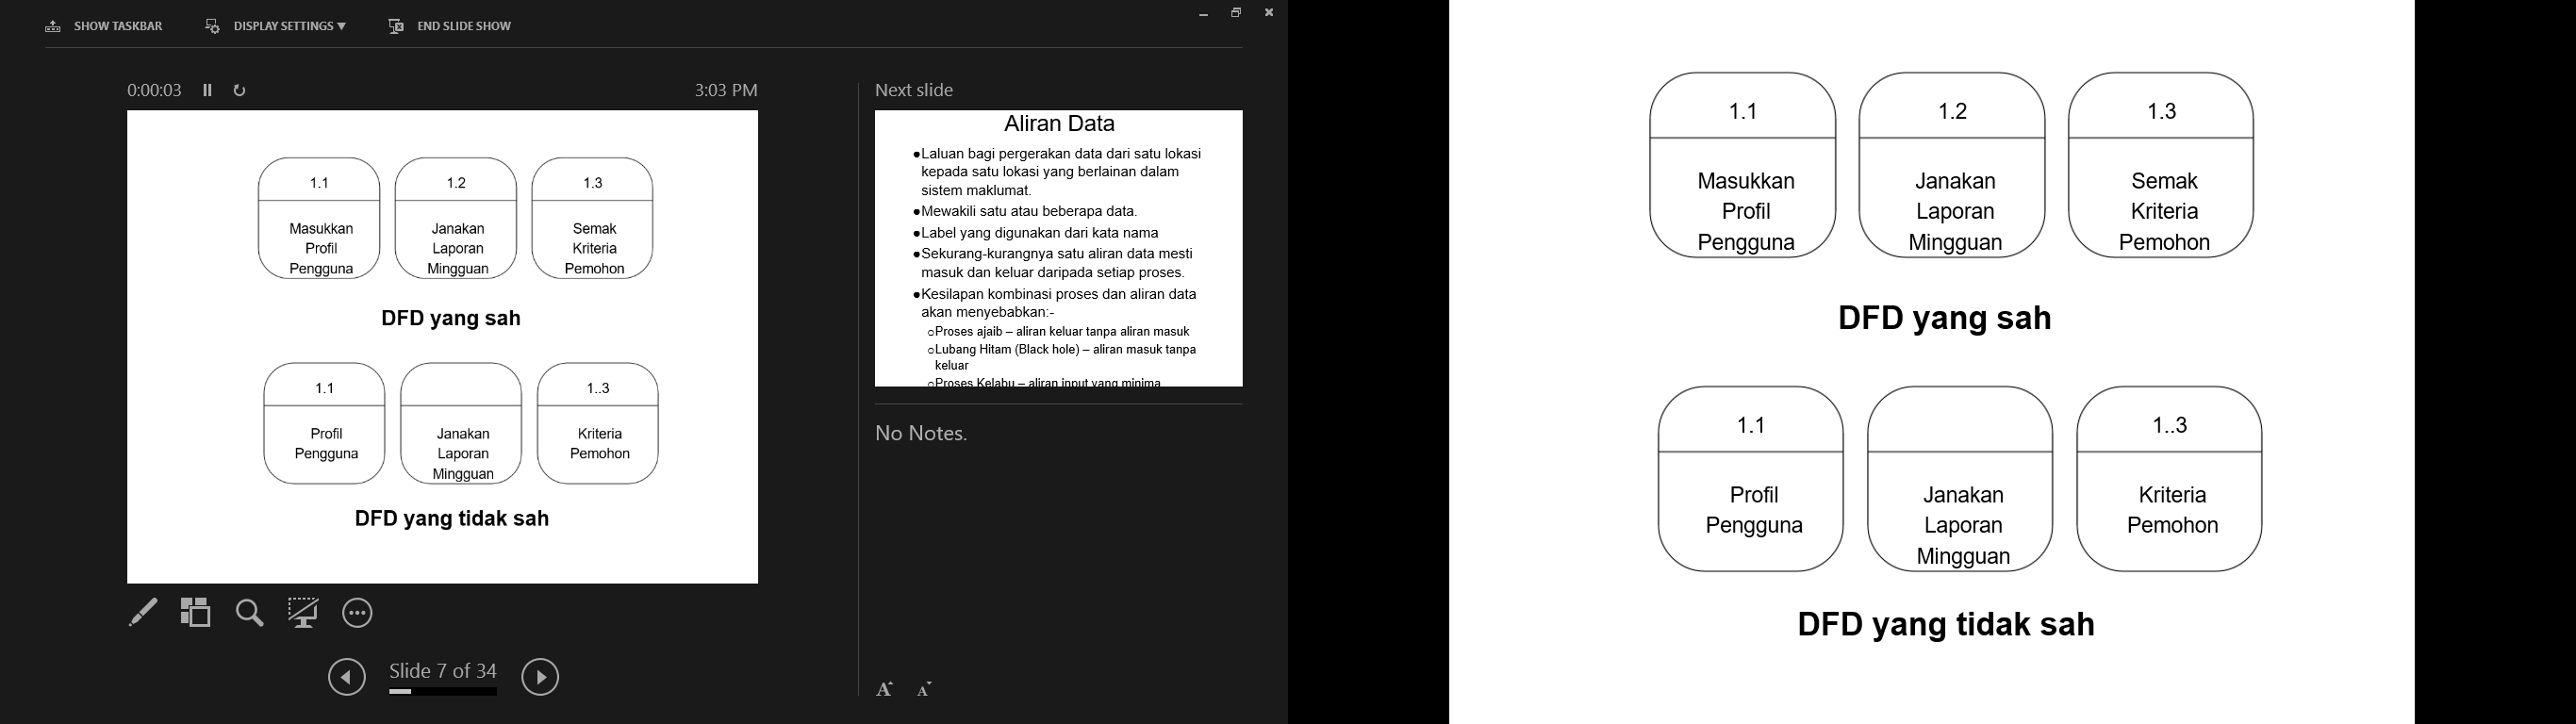 SHOW TASKBAR
DISPLAY SETTINGS ▼
END SLIDE SHOW
0:00:03
3:03 PM
1.1
1.2
1.3
Masukkan
Profil
Pengguna
Janakan
Laporan
Mingguan
Semak
Kriteria
Pemohon
DFD yang sah
1.1
1..3
Profil
Pengguna
Janakan
Laporan
Mingguan
Kriteria
Pemohon
DFD yang tidak sah
Slide 7 of 34
Next slide
Aliran Data
●Laluan bagi pergerakan data dari satu lokasi
kepada satu lokasi yang berlainan dalam
sistem maklumat.
●Mewakili satu atau beberapa data.
●Label yang digunakan dari kata nama
●Sekurang-kurangnya satu aliran data mesti
masuk dan keluar daripada setiap proses.
●Kesilapan kombinasi proses dan aliran data
akan menyebabkan:-
○Proses ajaib – aliran keluar tanpa aliran masuk
○Lubang Hitam (Black hole) – aliran masuk tanpa
keluar
○Proses Kelabu – aliran input yang minima
No Notes.
A A
1.1
1.2
1.3
Masukkan
Profil
Pengguna
Janakan
Laporan
Mingguan
Semak
Kriteria
Pemohon
DFD yang sah
1.1
1..3
Profil
Pengguna
Janakan
Laporan
Mingguan
Kriteria
Pemohon
DFD yang tidak sah